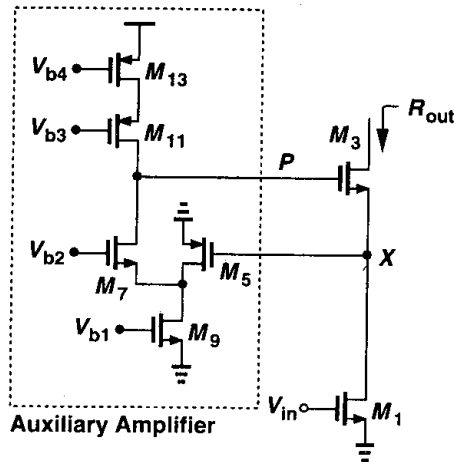 Vb4
M13
Vb3
M11
Rout
M3
P
Vb2
M7
M5
X
Vb1
M9
Vin
M1
Auxiliary Amplifier